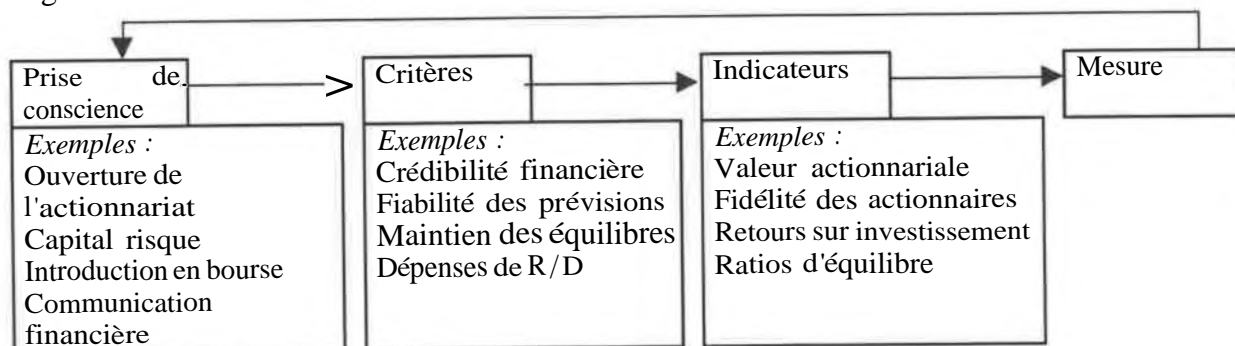 Prise de
conscience
Exemples :
Ouverture de
l'actionnariat
Capital risque
Introduction en bourse
Communication
financière
>
Critères
Exemples :
Crédibilité financière
Fiabilité des prévisions
Maintien des équilibres
Dépenses de R/D
Indicateurs
Exemples :
Valeur actionnariale
Fidélité des actionnaires
Retours sur investissement
Ratios d'équilibre
Mesure